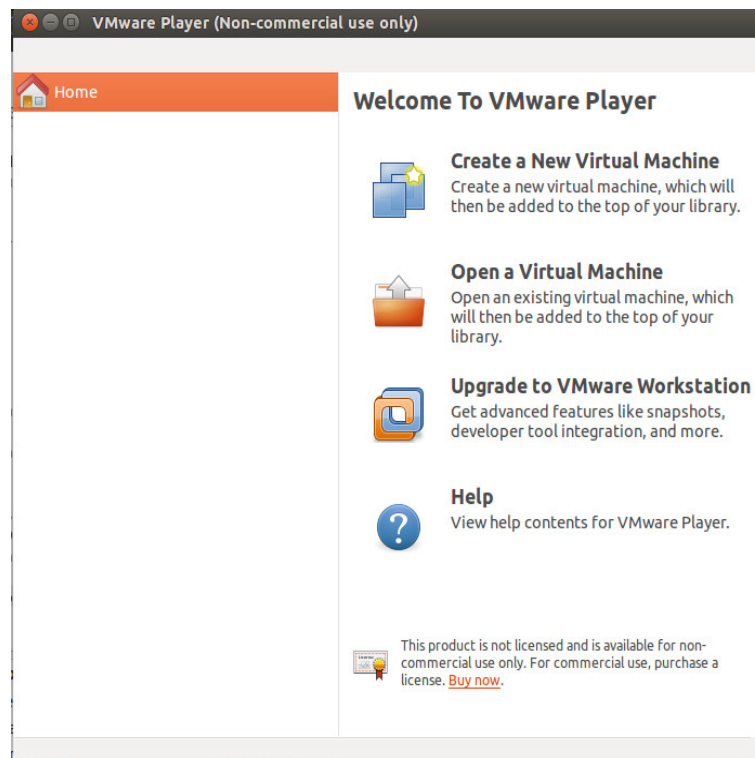 VMware Player (Non-commercial use only)
Home
Welcome To VMware Player
Create a New Virtual Machine
Create a new virtual machine, which will
then be added to the top of your library.
Open a Virtual Machine
Open an existing virtual machine, which
will then be added to the top of your
library.
Upgrade to VMware Workstation
Get advanced features like snapshots,
developer tool integration, and more.
Help
View help contents for VMware Player.
This product is not licensed and is available for non-
commercial use only. For commercial use, purchase a
license. Buy now.